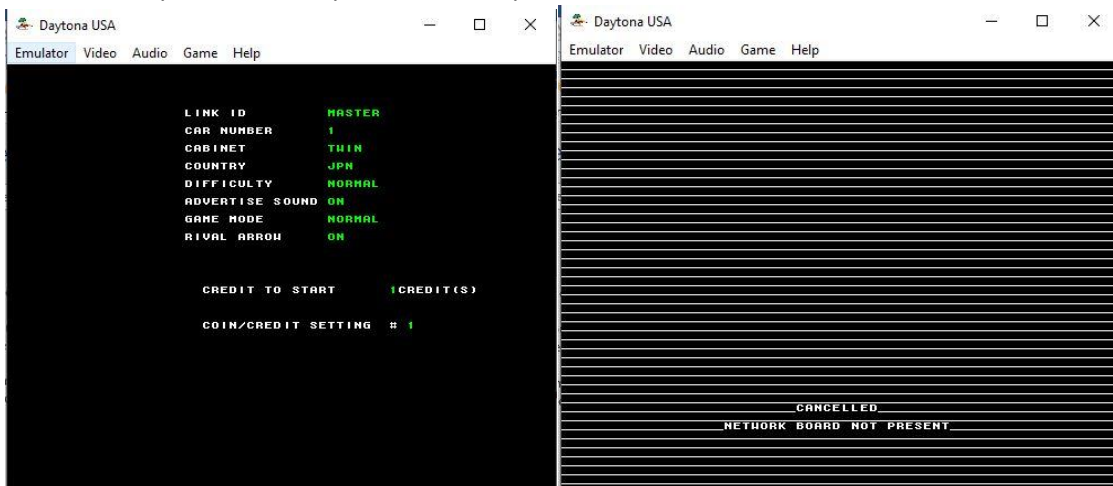 Daytona USA
Emulator Video Audio Game Help
LINK ID MASTER
CAR NUMBER 1
CABINET TWIN
COUNTRY JPN
DIFFICULTY NORMAL
ADVERTISE SOUND ON
GAME MODE NORMAL
RIVAL ARROW ON
CREDIT TO START 1CREDIT(S)
COIN/CREDIT SETTING # 1
Daytona USA
Emulator Video Audio Game Help
CANCELLED
NETWORK BOARD NOT PRESENT